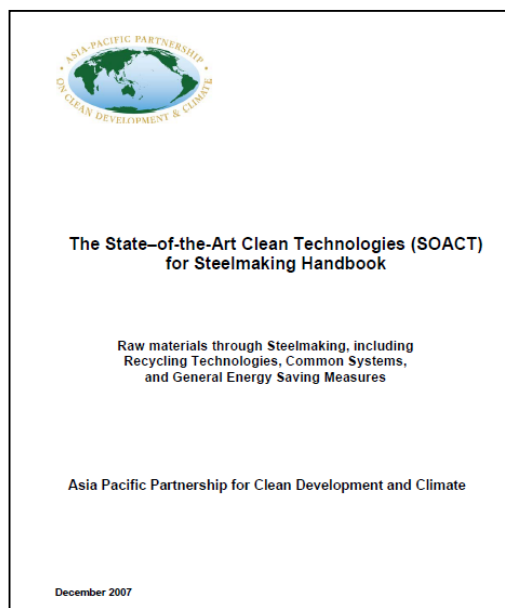 ASIA-PACIFIC PARTNERSHIP
ON CLEAN DEVELOPMENT & CLIMATE
The State–of-the-Art Clean Technologies (SOACT)
for Steelmaking Handbook
Raw materials through Steelmaking, including
Recycling Technologies, Common Systems,
and General Energy Saving Measures
Asia Pacific Partnership for Clean Development and Climate
December 2007